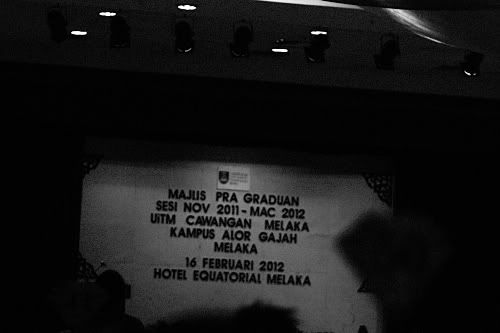 MAJLIS PRA GRADUAN
SESI NOV 2011 - MAC 2012
UiTM CAWANGAN MELAKA
KAMPUS ALOR GAJAH
MELAKA
16 FEBRUARI 2012
HOTEL EQUATORIAL MELAKA